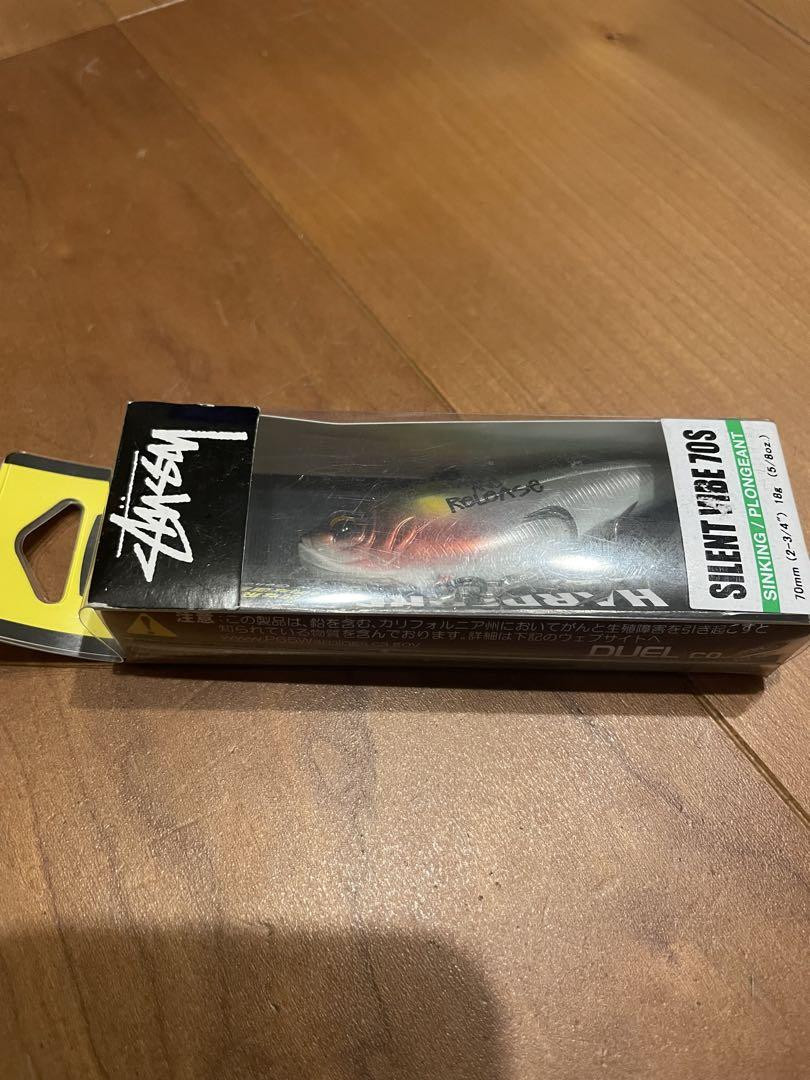 STÜSSY
RELEASE
SILENT VIBE 70S
SINKING / PLONGEANT
70mm (2-3/4") 18g (5/8oz.)
HARDCORE
注意:この製品は、鉛を含む、カリフォルニア州においてがんと生殖障害を引き起こすと
知られている物質を含んでおります。詳細は下記のウェブサイトへ
DUEL CO